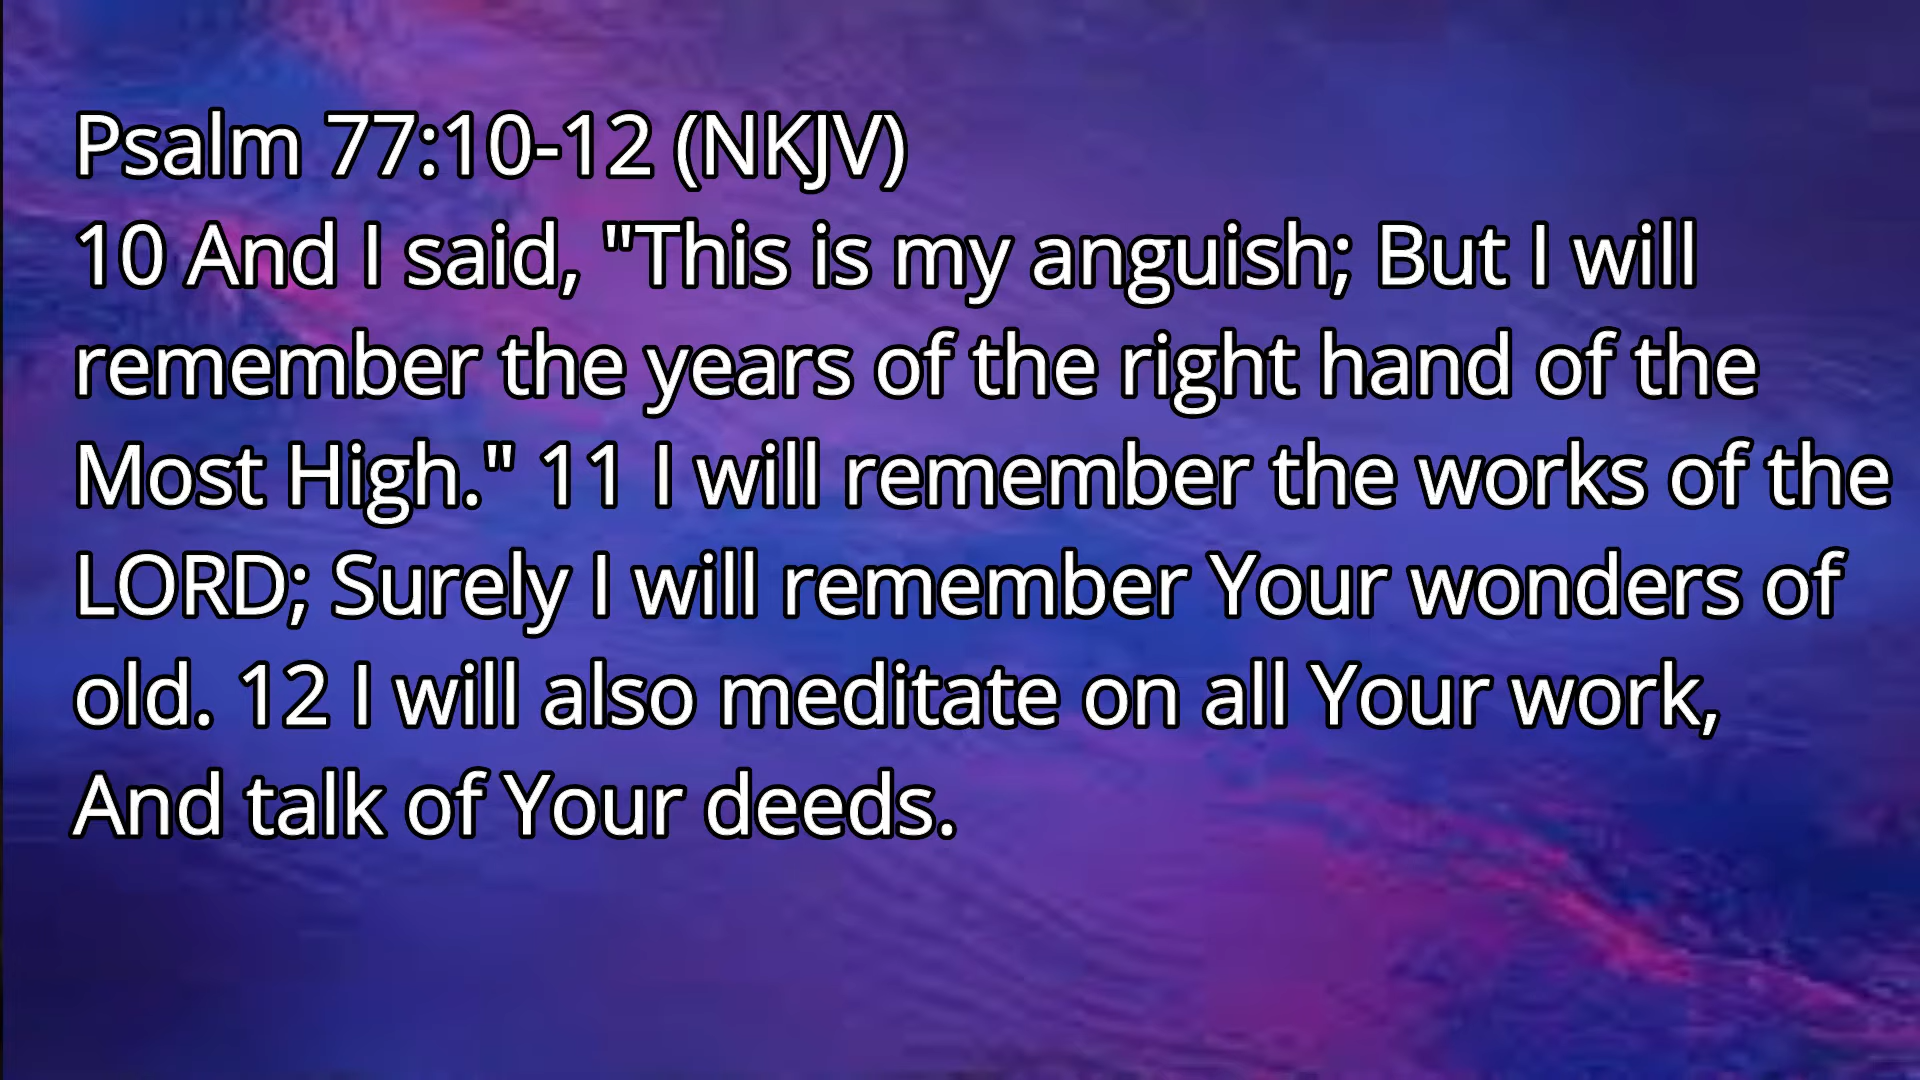 Psalm 77:10-12 (NKJV)
10 And I said, "This is my anguish; But I will
remember the years of the right hand of the
Most High." 11 I will remember the works of the
LORD; Surely I will remember Your wonders of
old. 12 I will also meditate on all Your work,
And talk of Your deeds.